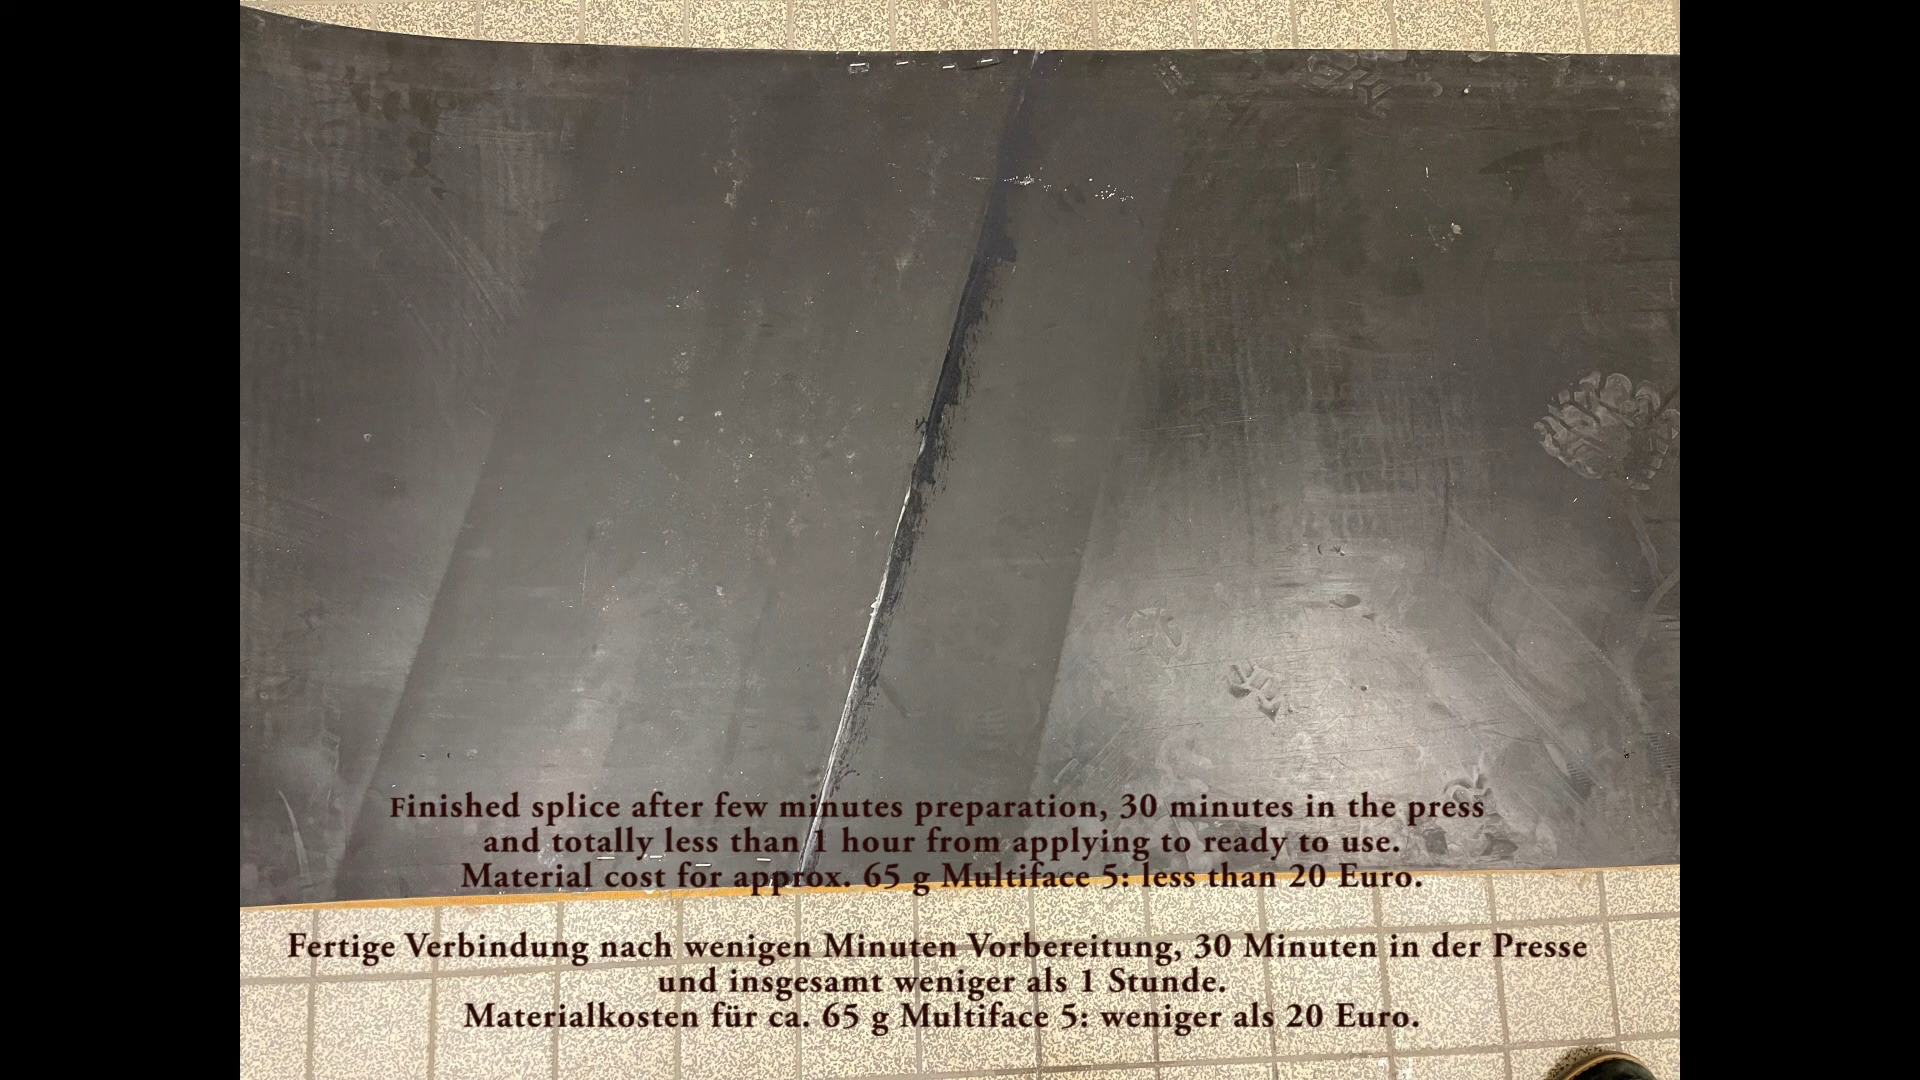 Finished splice after few minutes preparation, 30 minutes in the press
and totally less than 1 hour from applying to ready to use.
Material cost for approx. 65 g Multiface 5: less than 20 Euro.
Fertige Verbindung nach wenigen Minuten Vorbereitung, 30 Minuten in der Presse
und insgesamt weniger als 1 Stunde.
Materialkosten für ca. 65 g Multiface 5: weniger als 20 Euro.